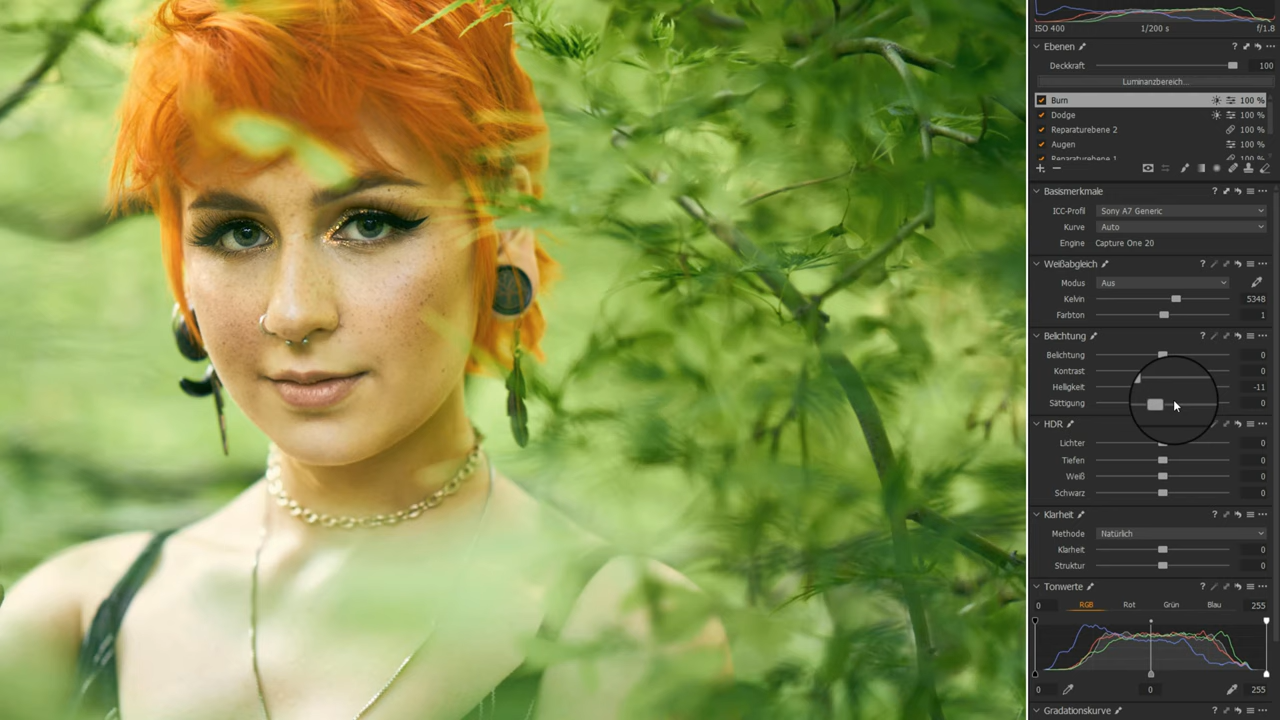 ISO 400 1/200 s f/1.8
Ebenen ?
Deckkraft 100
Luminanzbereich...
Burn 100 %
Dodge 100 %
Reparaturebene 2 100 %
Augen 100 %
Reparaturebene 1 100 %
Basismerkmale ?
ICC-Profil Sony A7 Generic
Kurve Auto
Engine Capture One 20
Weißabgleich ?
Modus Aus
Kelvin 5348
Farbton 1
Belichtung ?
Belichtung 0
Kontrast 0
Helligkeit -11
Sättigung 0
HDR
Lichter 0
Tiefen 0
Weiß 0
Schwarz 0
Klarheit ?
Methode Natürlich
Klarheit 0
Struktur 0
Tonwerte ?
0 RGB Rot Grün Blau 255
0 0 255
Gradationskurve ?